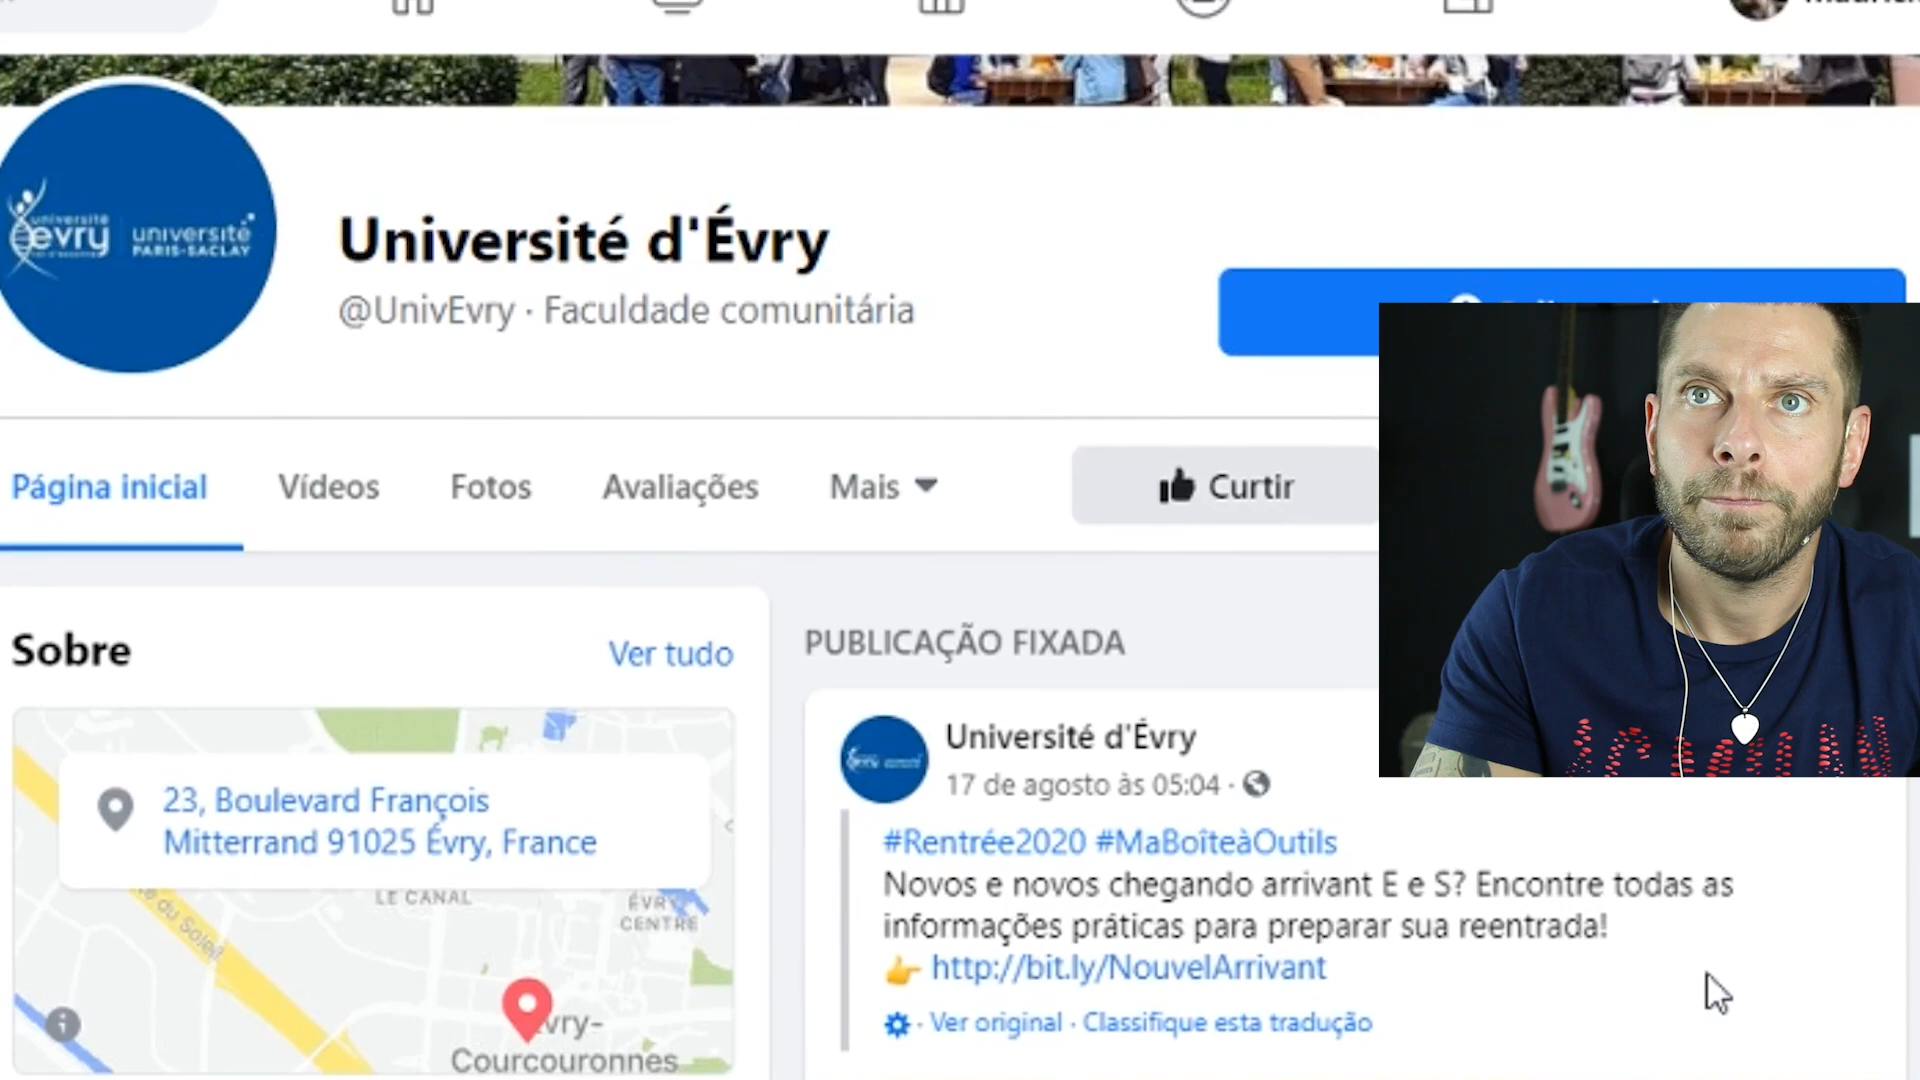 université
evry
université
PARIS-SACLAY
Université d'Évry
@UnivEvry · Faculdade comunitária
Página inicial
Vídeos
Fotos
Avaliações
Mais
Curtir
Sobre
Ver tudo
23, Boulevard François
Mitterrand 91025 Évry, France
LE CANAL
ÉVRY
CENTRE
vry-
Courcouronnes
PUBLICAÇÃO FIXADA
Université d'Évry
17 de agosto às 05:04 ·
#Rentrée2020 #MaBoîteàOutils
Novos e novos chegando arrivant E e S? Encontre todas as
informações práticas para preparar sua reentrada!
👉 http://bit.ly/NouvelArrivant
· Ver original · Classifique esta tradução